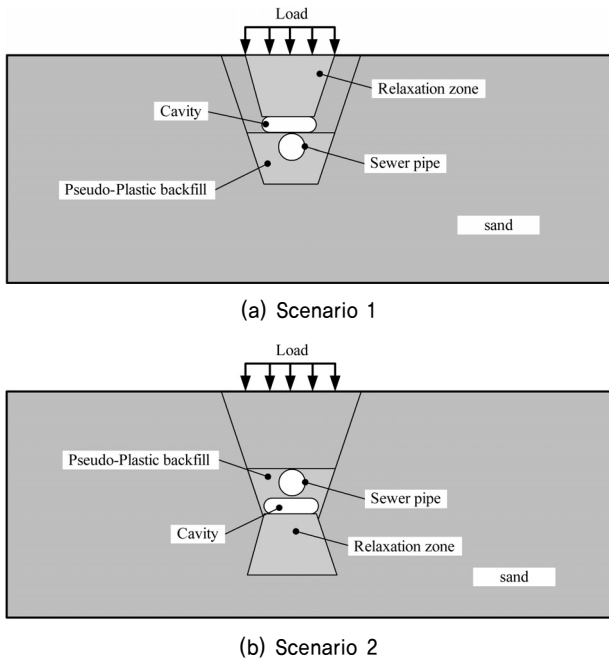 Load
Relaxation zone
Cavity
Sewer pipe
Pseudo-Plastic backfill
sand
(a) Scenario 1
Load
Pseudo-Plastic backfill
Sewer pipe
Cavity
Relaxation zone
sand
(b) Scenario 2